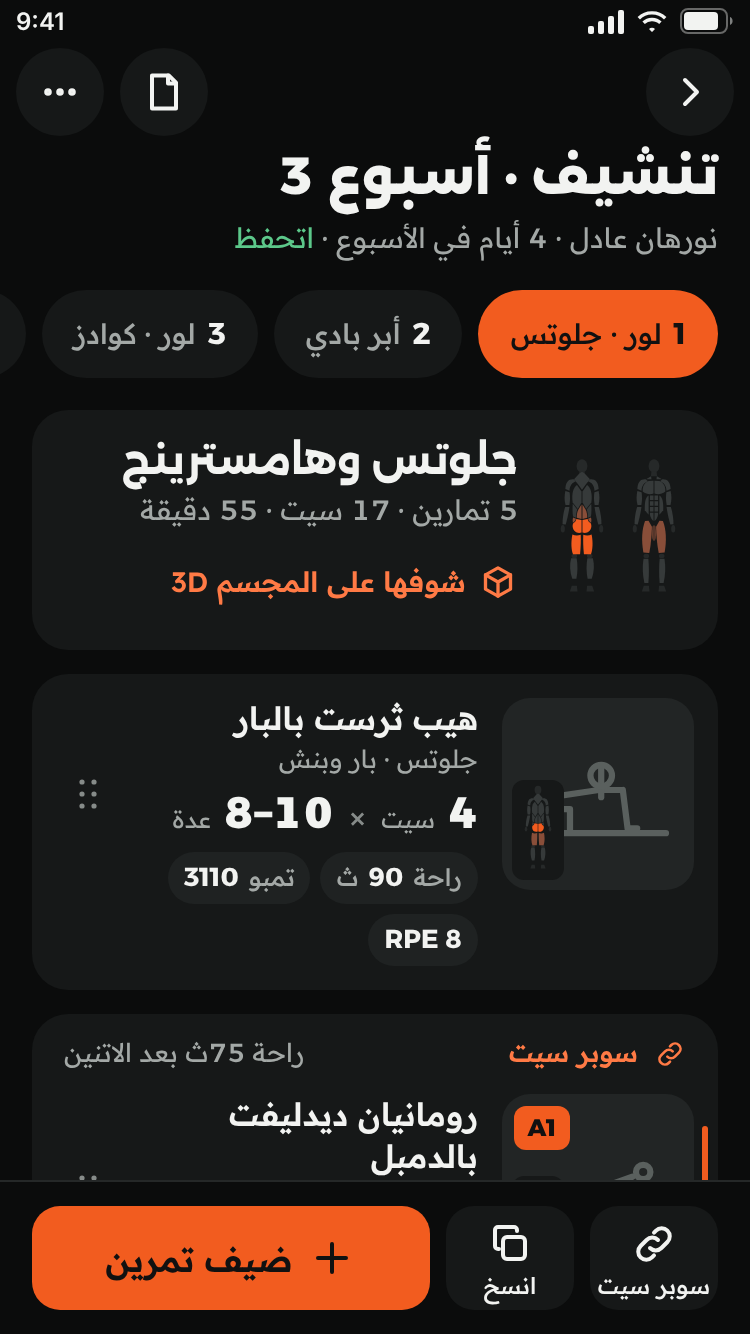 9:41
تنشيف · أسبوع 3
نورهان عادل · 4 أيام في الأسبوع · اتحفظ
1 لور · جلوتس
2 أبر بادي
3 لور · كوادز
جلوتس وهامسترينج
5 تمارين · 17 سيت · 55 دقيقة
شوفها على المجسم 3D
هيب ثرست بالبار
جلوتس · بار وبنش
4 سيت × 8–10 عدة
راحة 90 ث
تمبو 3110
RPE 8
سوبر سيت
راحة 75ث بعد الاتنين
A1
رومانيان ديدليفت
بالدمبل
سوبر سيت
انسخ
ضيف تمرين